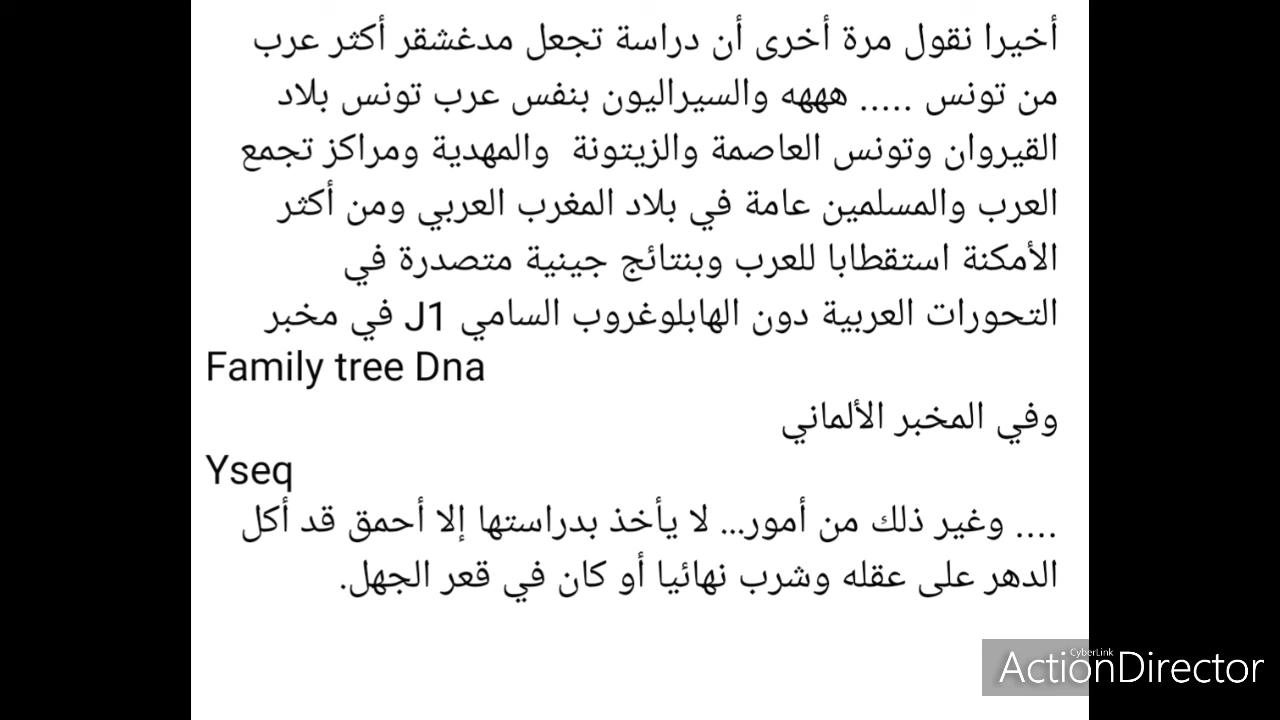 أخيرا نقول مرة أخرى أن دراسة تجعل مدغشقر أكثر عرب
من تونس ..... هههه والسيراليون بنفس عرب تونس بلاد
القيروان وتونس العاصمة والزيتونة والمهدية ومراكز تجمع
العرب والمسلمين عامة في بلاد المغرب العربي ومن أكثر
الأمكنة استقطابا للعرب وبنتائج جينية متصدرة في
التحورات العربية دون الهابلوغروب السامي J1 في مخبر
Family tree Dna
وفي المخبر الألماني
Yseq
.... وغير ذلك من أمور... لا يأخذ بدراستها إلا أحمق قد أكل
الدهر على عقله وشرب نهائيا أو كان في قعر الجهل.
CyberLink
ActionDirector